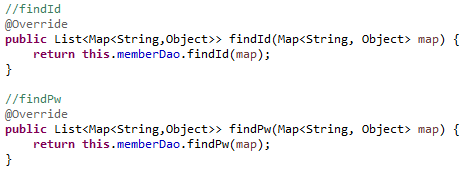 //findId
@Override
public List<Map<String,Object>> findId(Map<String, Object> map) {
    return this.memberDao.findId(map);
}

//findPw
@Override
public List<Map<String,Object>> findPw(Map<String, Object> map) {
    return this.memberDao.findPw(map);
}